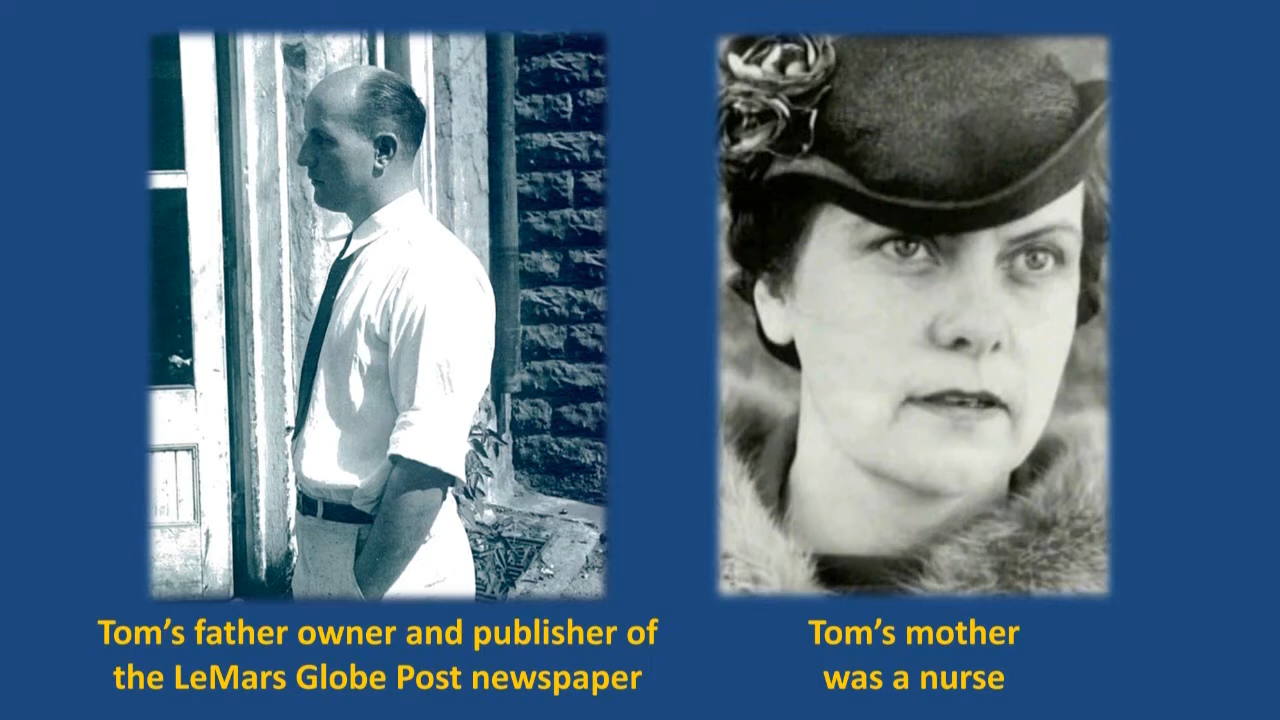 Tom’s father owner and publisher of
the LeMars Globe Post newspaper
Tom’s mother
was a nurse